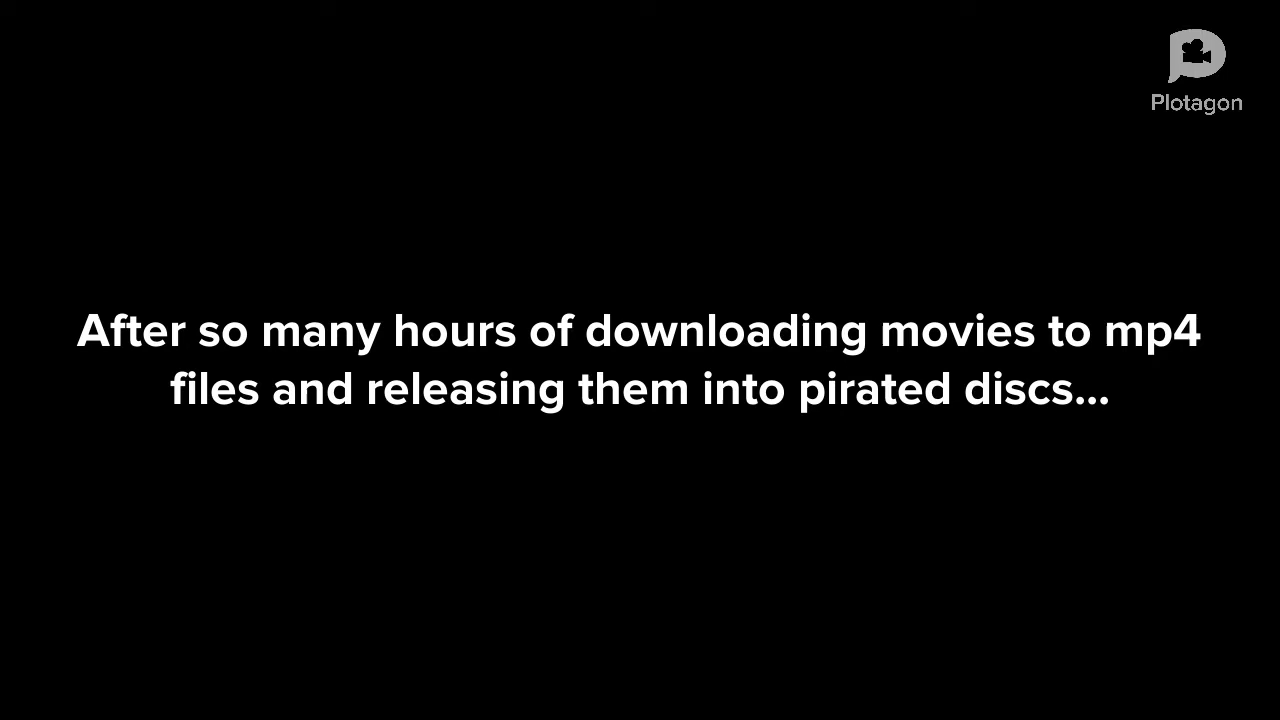 Plotagon
After so many hours of downloading movies to mp4
files and releasing them into pirated discs...